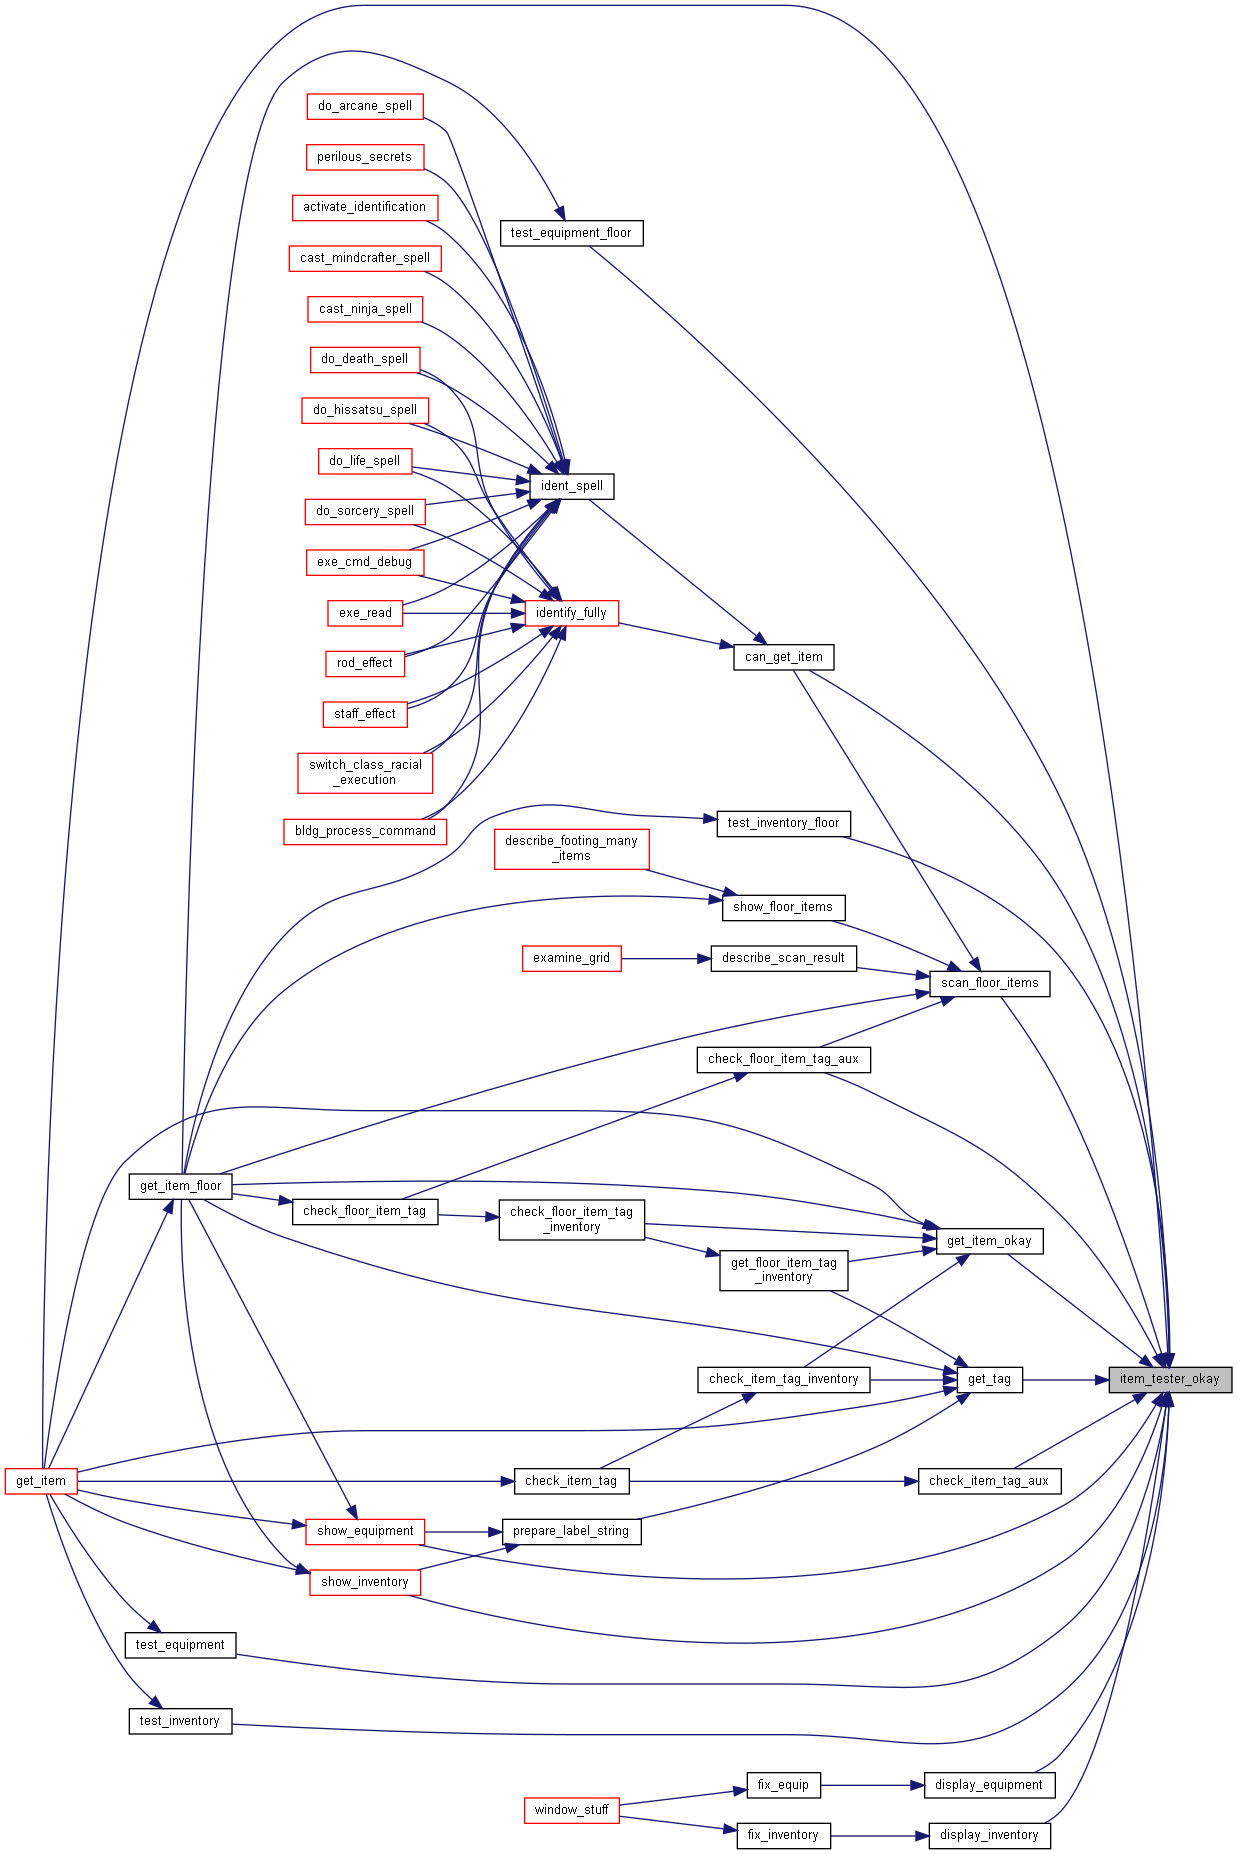 do_arcane_spell
perilous_secrets
activate_identification
test_equipment_floor
cast_mindcrafter_spell
cast_ninja_spell
do_death_spell
do_hissatsu_spell
do_life_spell
ident_spell
do_sorcery_spell
exe_cmd_debug
exe_read
identify_fully
rod_effect
can_get_item
staff_effect
switch_class_racial
_execution
bldg_process_command
test_inventory_floor
describe_footing_many
_items
show_floor_items
examine_grid
describe_scan_result
scan_floor_items
check_floor_item_tag_aux
get_item_floor
check_floor_item_tag
check_floor_item_tag
_inventory
get_item_okay
get_floor_item_tag
_inventory
check_item_tag_inventory
get_tag
item_tester_okay
get_item
check_item_tag
check_item_tag_aux
show_equipment
prepare_label_string
show_inventory
test_equipment
test_inventory
fix_equip
display_equipment
window_stuff
fix_inventory
display_inventory